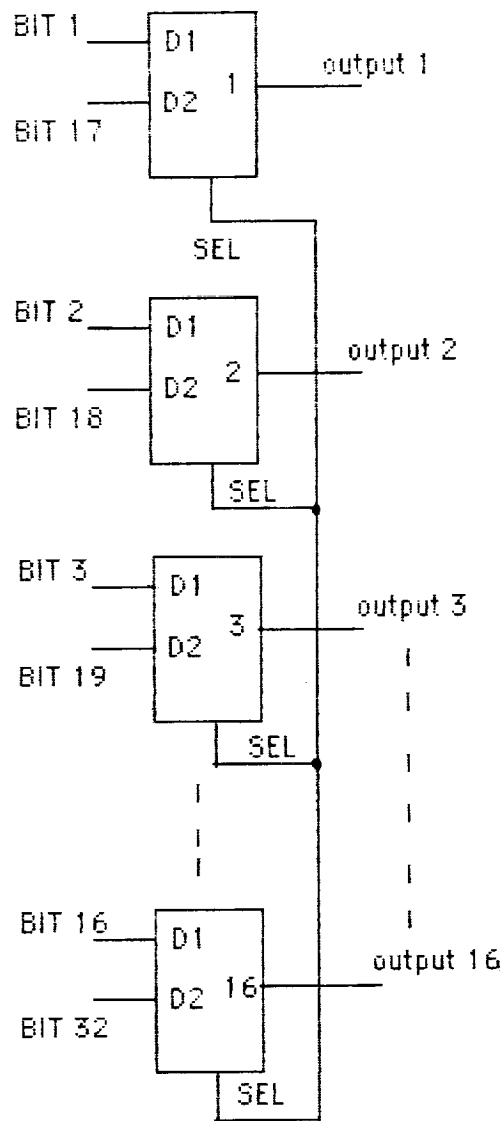 BIT 1
D1
output 1
1
D2
BIT 17
SEL
BIT 2
D1
output 2
2
D2
BIT 18
SEL
BIT 3
D1
output 3
3
D2
BIT 19
SEL
BIT 16
D1
output 16
16
D2
BIT 32
SEL